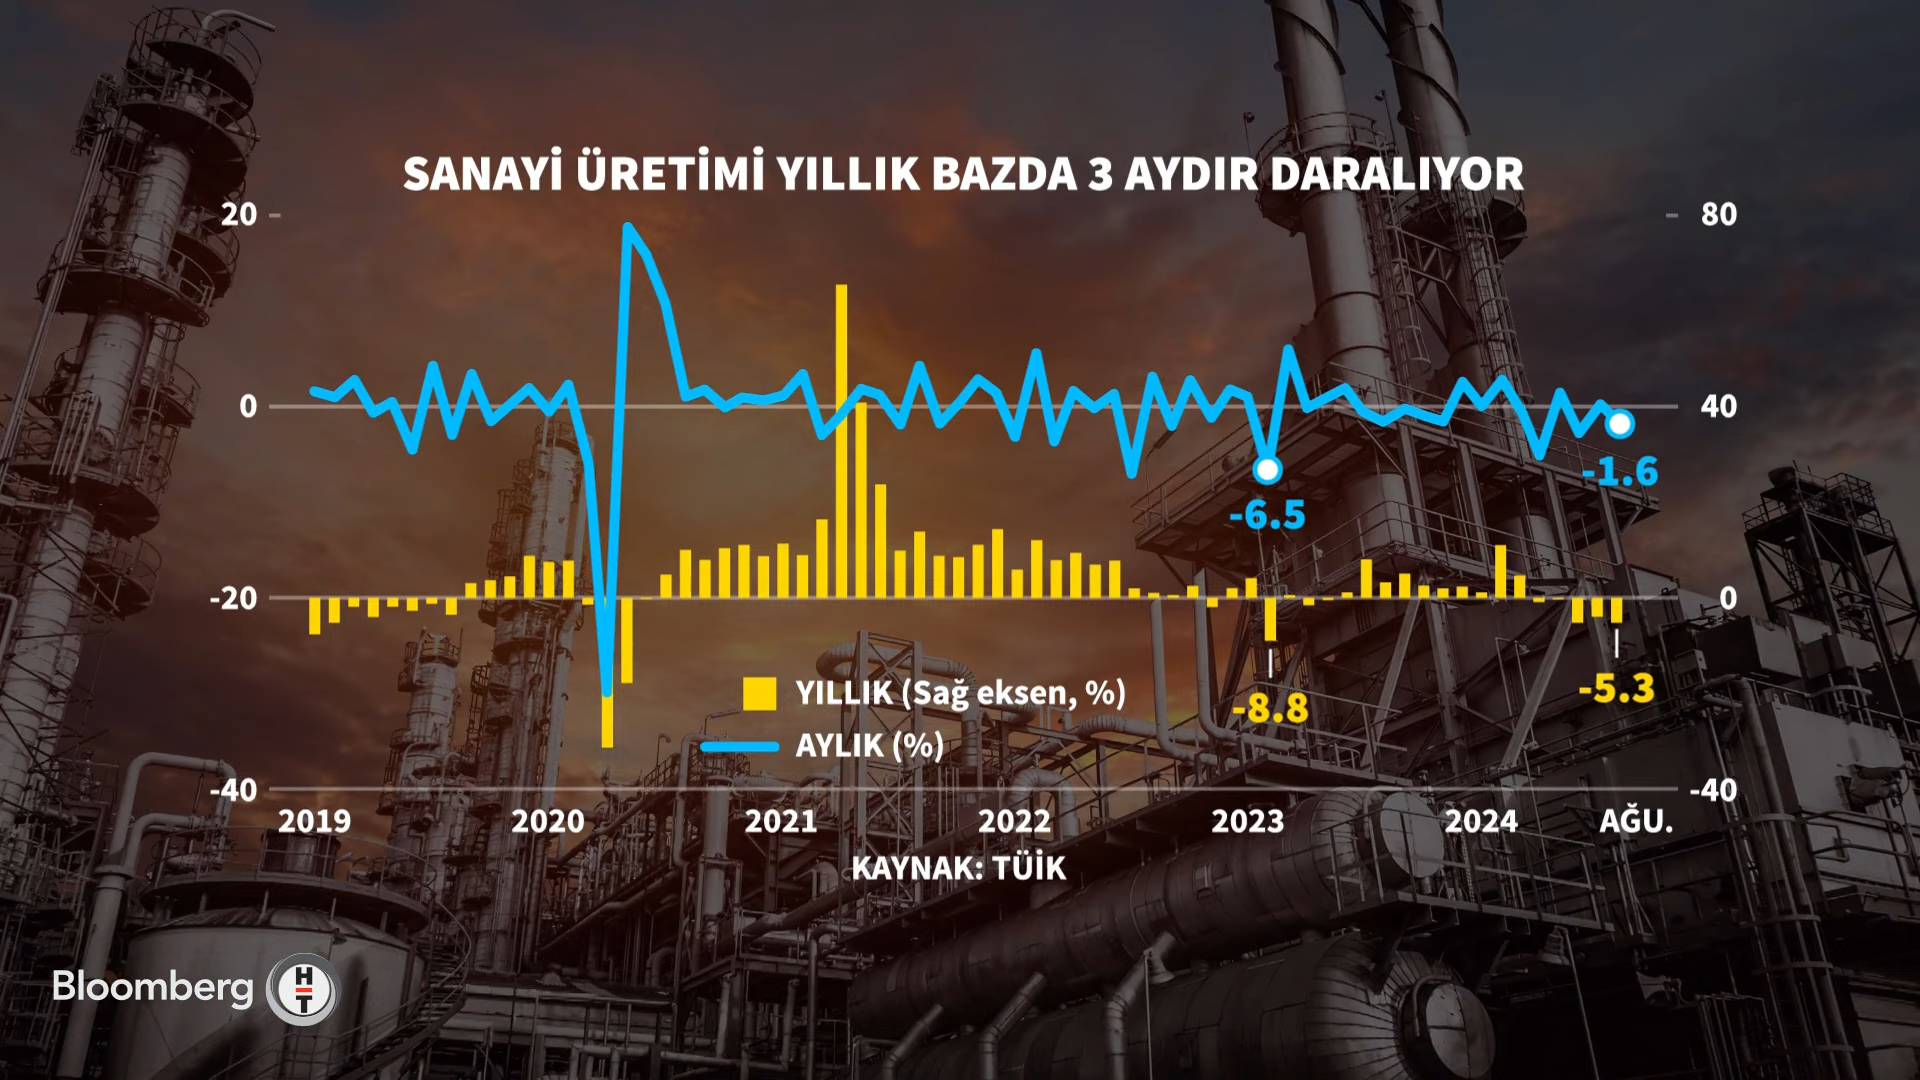 SANAYİ ÜRETİMİ YILLIK BAZDA 3 AYDIR DARALIYOR
20
80
0
40
-6.5
-1.6
-20
0
-8.8
-5.3
YILLIK (Sağ eksen, %)
AYLIK (%)
-40
-40
2019 2020 2021 2022 2023 2024 AĞU.
KAYNAK: TÜİK
Bloomberg HT